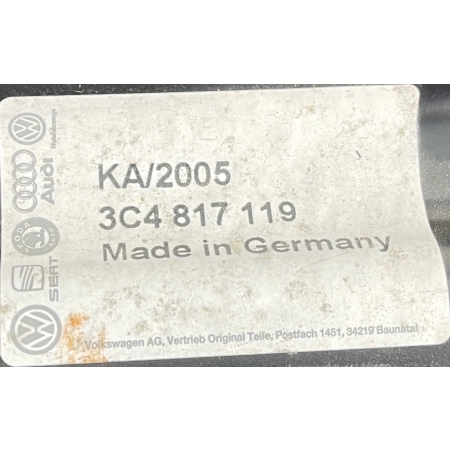 KA/2005
3C4 817 119
Made in Germany
Volkswagen AG, Vertrieb Original Teile, Postfach 1451, 34219 Baunatal
Audi
SEAT